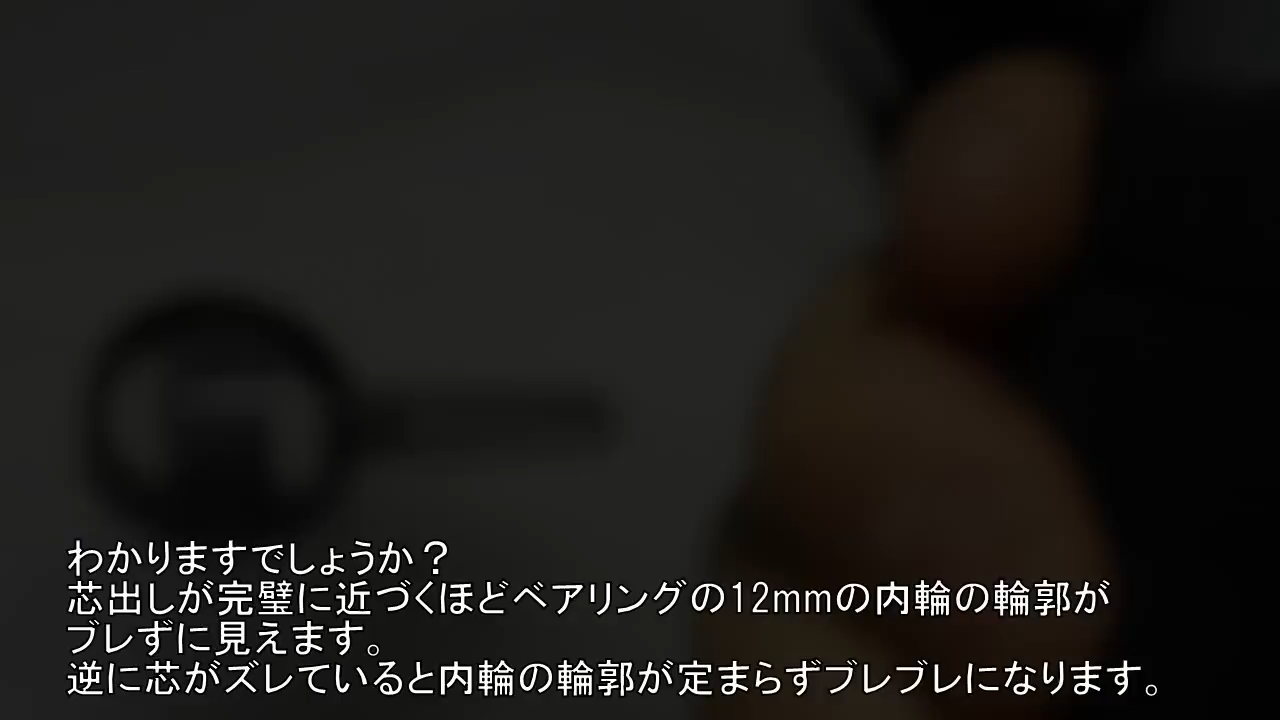 わかりますでしょうか？
芯出しが完璧に近づくほどベアリングの12mmの内輪の輪郭が
ブレずに見えます。
逆に芯がズレていると内輪の輪郭が定まらずブレブレになります。